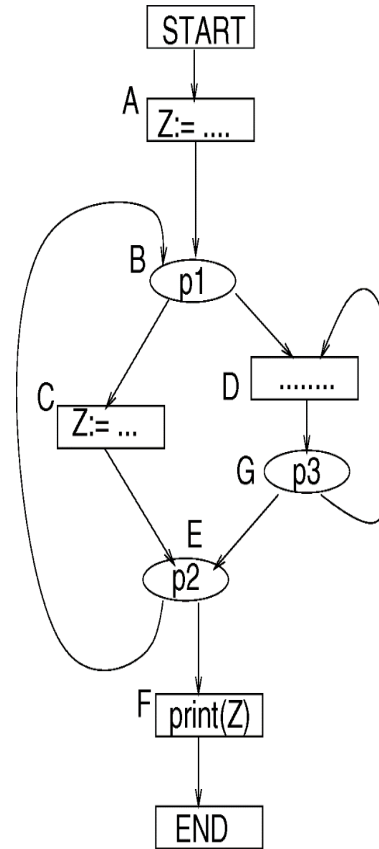 START
A
Z:= ....
B
p1
D
........
C
Z:= ...
G
p3
E
p2
F
print(Z)
END